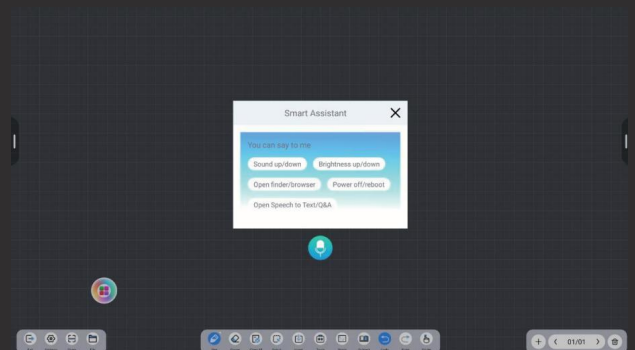 Smart Assistant
You can say to me
Sound up/down Brightness up/down
Open finder/browser Power off/reboot
Open Speech to Text/Q&A
01/01